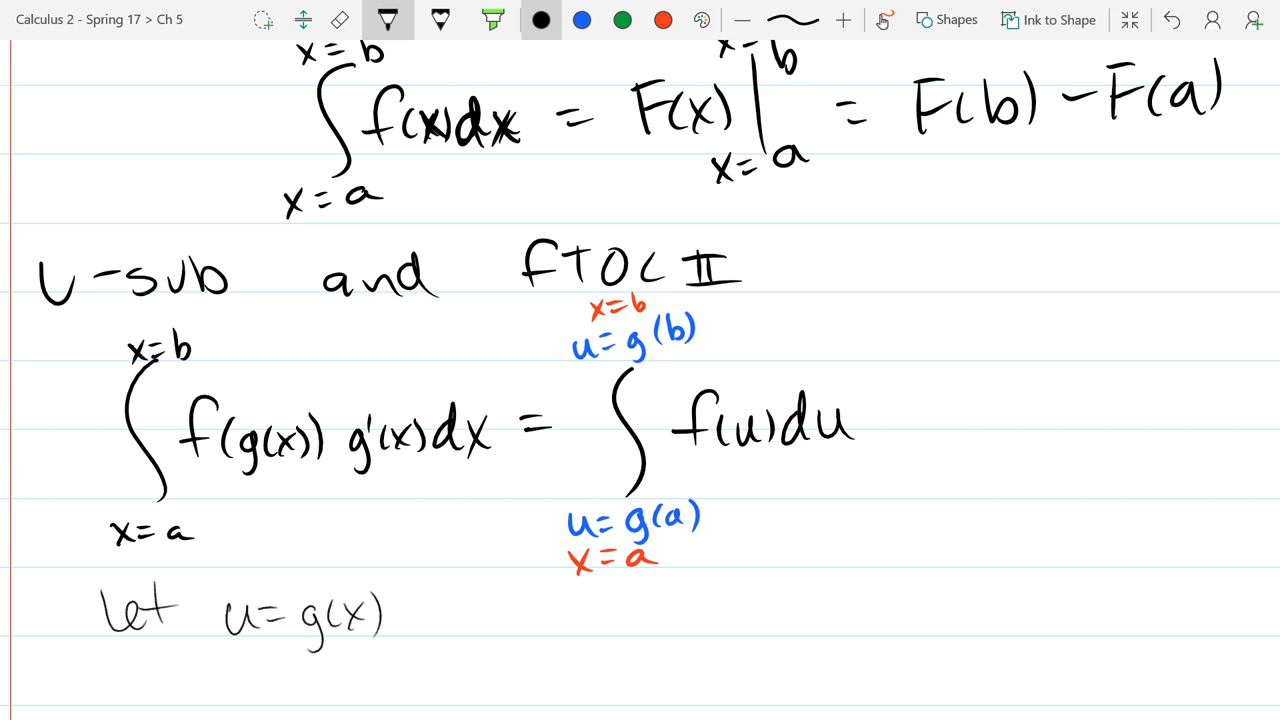 Calculus 2 - Spring 17 > Ch 5 Shapes Ink to Shape
x = b x = b
∫ f(x)dx = F(x) | = F(b) - F(a)
x = a x = a
U-sub and FTOC II
x = b
x = b u = g(b)
∫ f(g(x)) g'(x)dx = ∫ f(u)du
x = a u = g(a)
x = a
Let u = g(x)